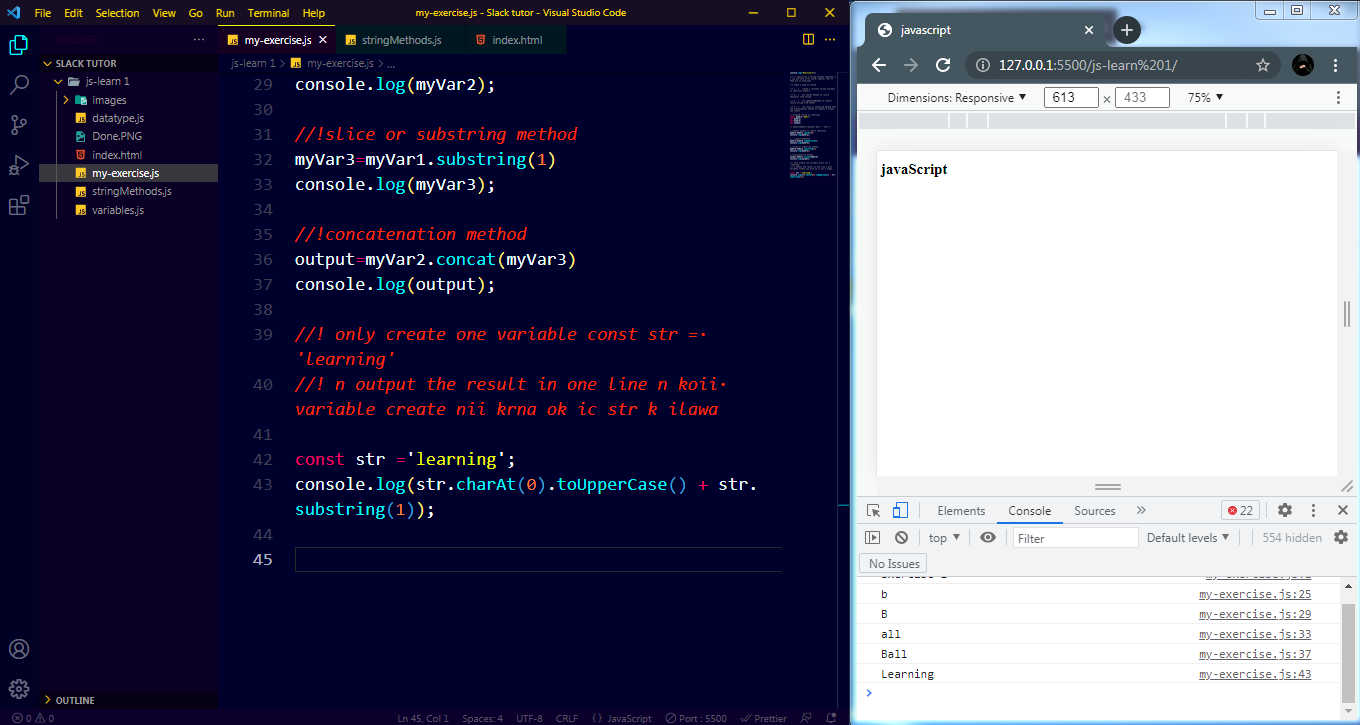 File Edit Selection View Go Run Terminal Help
my-exercise.js - Slack tutor - Visual Studio Code
my-exercise.js
stringMethods.js
index.html
js-learn 1 > my-exercise.js > ...
SLACK TUTOR
js-learn 1
images
datatype.js
Done.PNG
index.html
my-exercise.js
stringMethods.js
variables.js
OUTLINE
29 console.log(myVar2);
30
31 //!slice or substring method
32 myVar3=myVar1.substring(1)
33 console.log(myVar3);
34
35 //!concatenation method
36 output=myVar2.concat(myVar3)
37 console.log(output);
38
39 //! only create one variable const str =·
'learning'
40 //! n output the result in one line n koii·
variable create nii krna ok ic str k ilawa
41
42 const str ='learning';
43 console.log(str.charAt(0).toUpperCase() + str.
substring(1));
44
45
0 0
Ln 45, Col 1 Spaces: 4 UTF-8 CRLF {} JavaScript Port : 5500 Prettier
javascript
127.0.0.1:5500/js-learn%201/
Dimensions: Responsive 613 × 433 75%
javaScript
Elements Console Sources » 22
top Filter Default levels 554 hidden
No Issues
b my-exercise.js:25
B my-exercise.js:29
all my-exercise.js:33
Ball my-exercise.js:37
Learning my-exercise.js:43